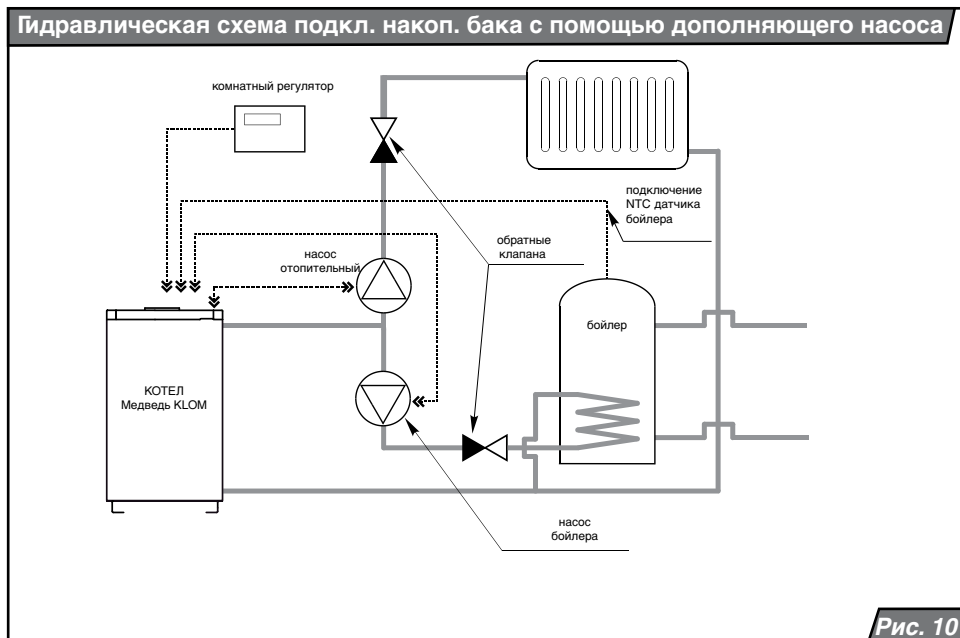 Гидравлическая схема подкл. накоп. бака с помощью дополняющего насоса
комнатный регулятор
подключение
NTC датчика
бойлера
обратные
клапана
насос
отопительный
бойлер
КОТЕЛ
Медведь KLOM
насос
бойлера
Рис. 10